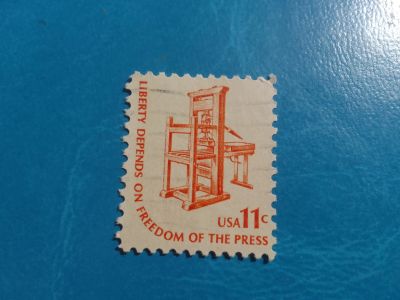 LIBERTY DEPENDS ON FREEDOM OF THE PRESS
USA 11c